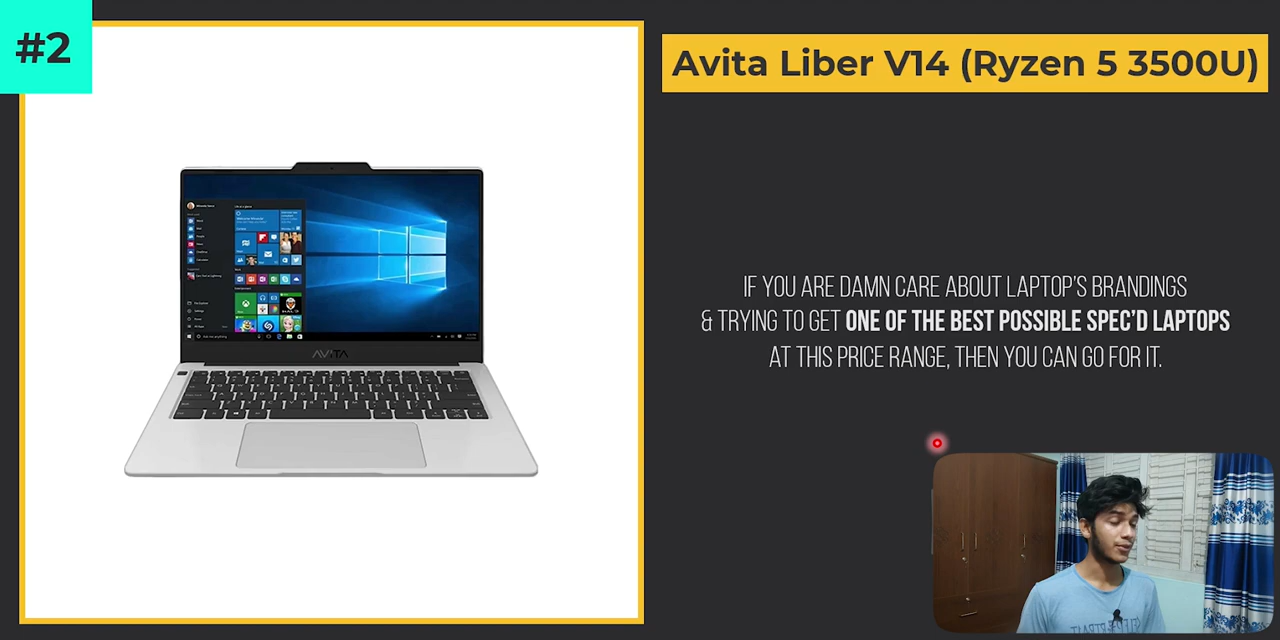 #2
Avita Liber V14 (Ryzen 5 3500U)
IF YOU ARE DAMN CARE ABOUT LAPTOP'S BRANDINGS
& TRYING TO GET ONE OF THE BEST POSSIBLE SPEC'D LAPTOPS
AT THIS PRICE RANGE, THEN YOU CAN GO FOR IT.
AVITA